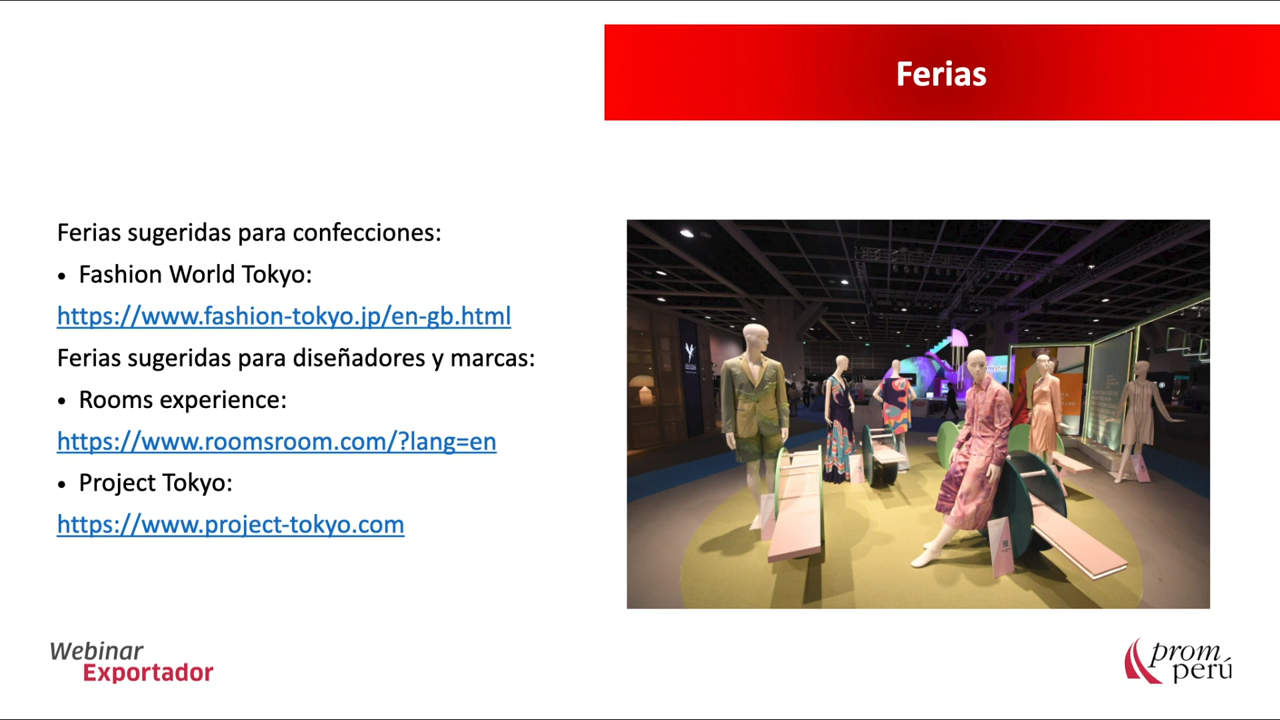 Ferias
Ferias sugeridas para confecciones:
• Fashion World Tokyo:
https://www.fashion-tokyo.jp/en-gb.html
Ferias sugeridas para diseñadores y marcas:
• Rooms experience:
https://www.roomsroom.com/?lang=en
• Project Tokyo:
https://www.project-tokyo.com
Webinar
Exportador
prom
perú